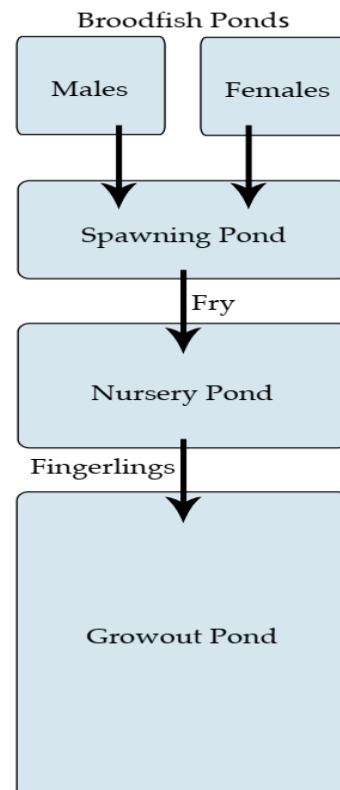 Broodfish Ponds
Males
Females
Spawning Pond
Fry
Nursery Pond
Fingerlings
Growout Pond